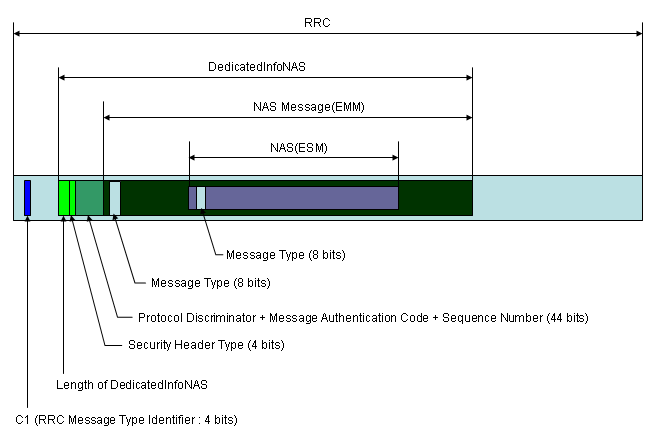 RRC
DedicatedInfoNAS
NAS Message(EMM)
NAS(ESM)
Message Type (8 bits)
Message Type (8 bits)
Protocol Discriminator + Message Authentication Code + Sequence Number (44 bits)
Security Header Type (4 bits)
Length of DedicatedInfoNAS
C1 (RRC Message Type Identifier : 4 bits)